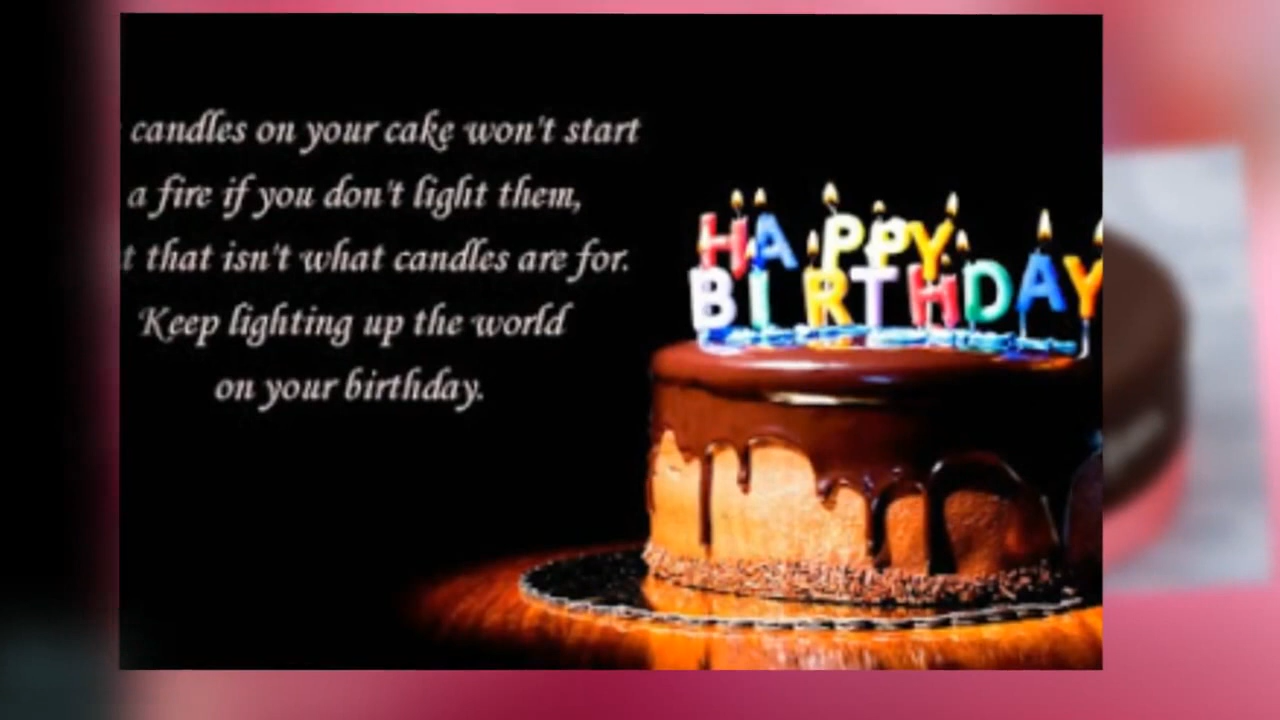 candles on your cake won't start
a fire if you don't light them,
t that isn't what candles are for.
Keep lighting up the world
on your birthday.
HAPPY
BIRTHDAY